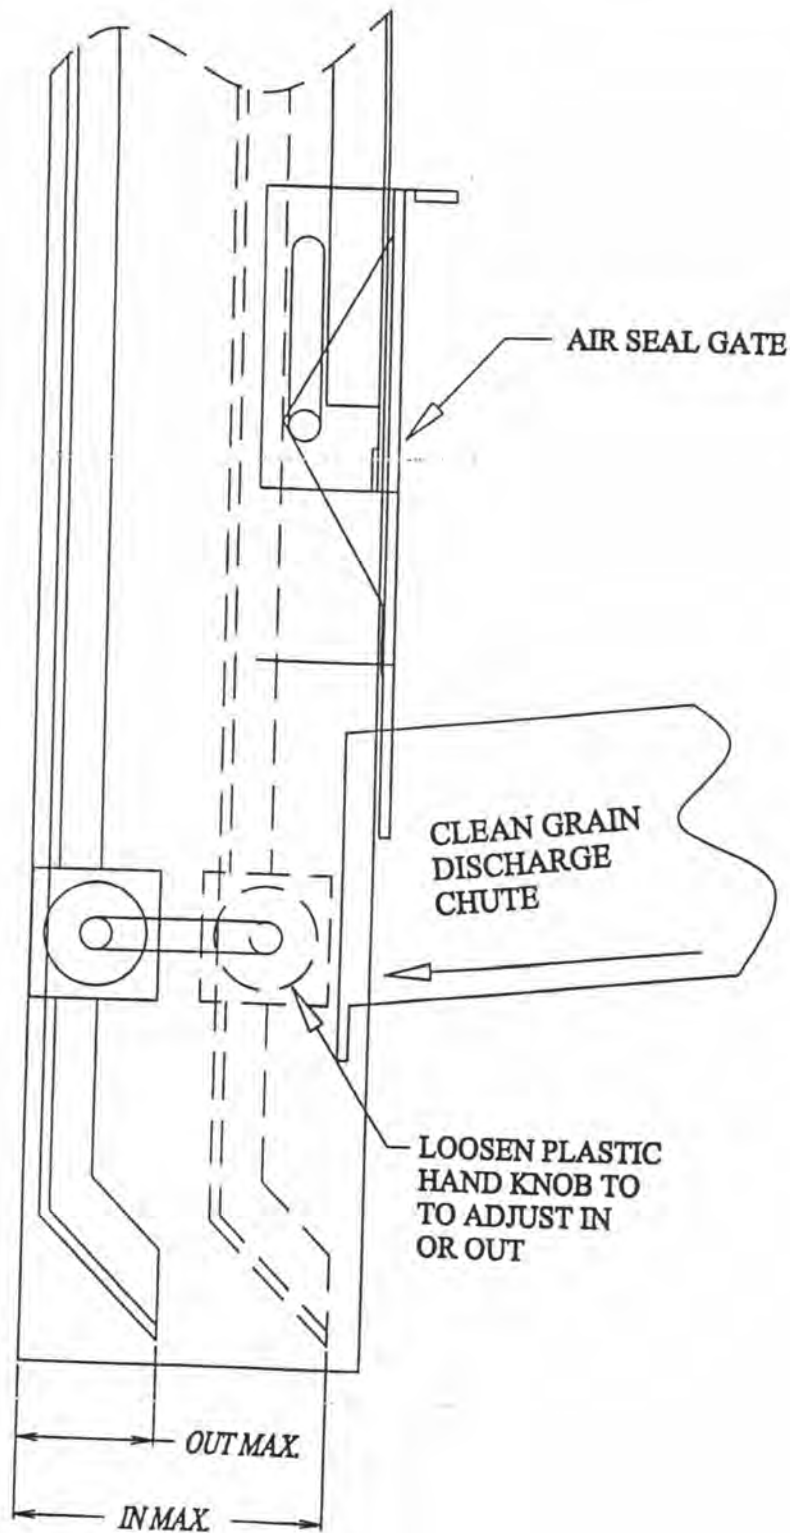 AIR SEAL GATE
CLEAN GRAIN
DISCHARGE
CHUTE
LOOSEN PLASTIC
HAND KNOB TO
TO ADJUST IN
OR OUT
OUT MAX.
IN MAX.